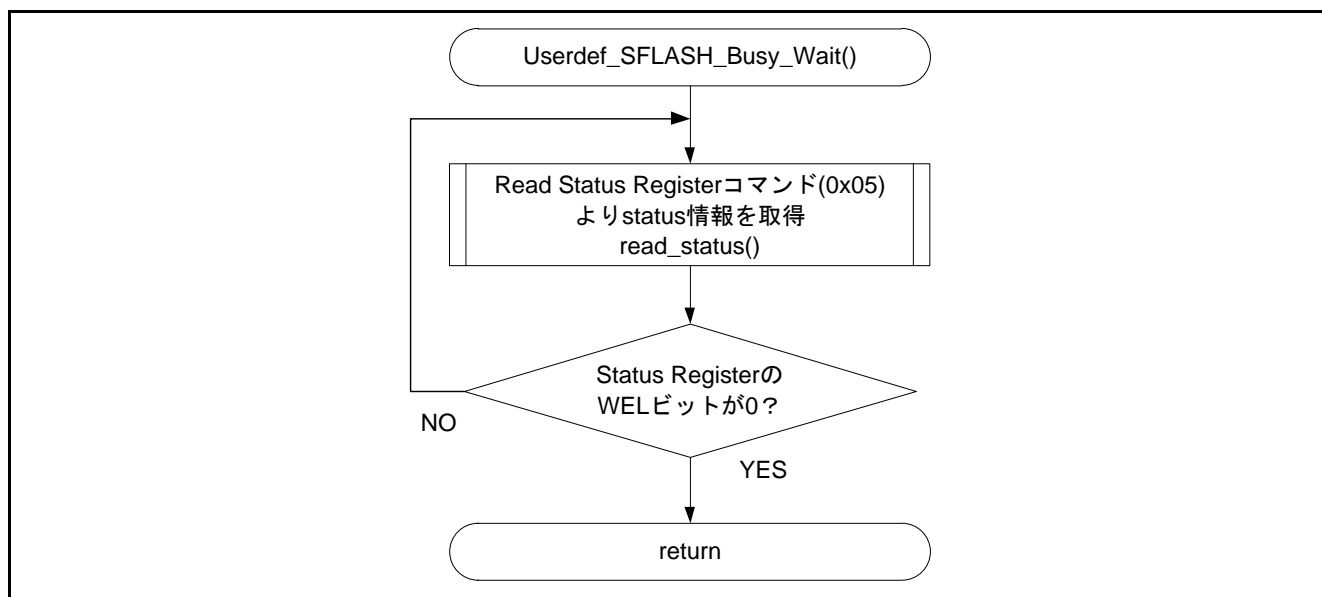 Userdef_SFLASH_Busy_Wait()
Read Status Registerコマンド(0x05)
よりstatus情報を取得
read_status()
Status Registerの
WELビットが0？
NO
YES
return